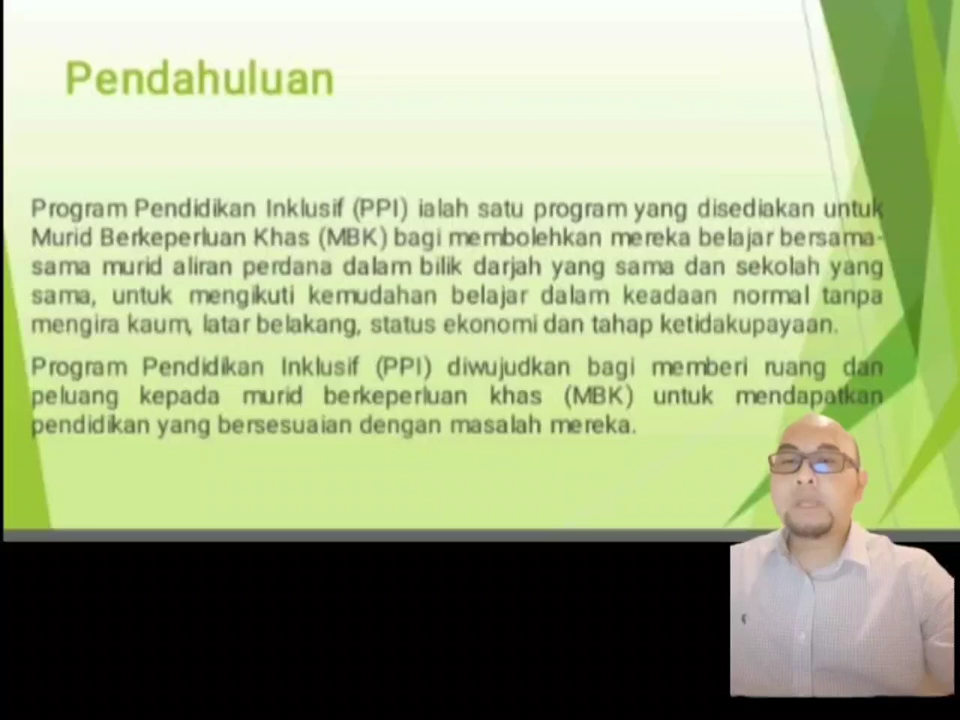 Pendahuluan
Program Pendidikan Inklusif (PPI) ialah satu program yang disediakan untuk
Murid Berkeperluan Khas (MBK) bagi membolehkan mereka belajar bersama-
sama murid aliran perdana dalam bilik darjah yang sama dan sekolah yang
sama, untuk mengikuti kemudahan belajar dalam keadaan normal tanpa
mengira kaum, latar belakang, status ekonomi dan tahap ketidakupayaan.
Program Pendidikan Inklusif (PPI) diwujudkan bagi memberi ruang dan
peluang kepada murid berkeperluan khas (MBK) untuk mendapatkan
pendidikan yang bersesuaian dengan masalah mereka.